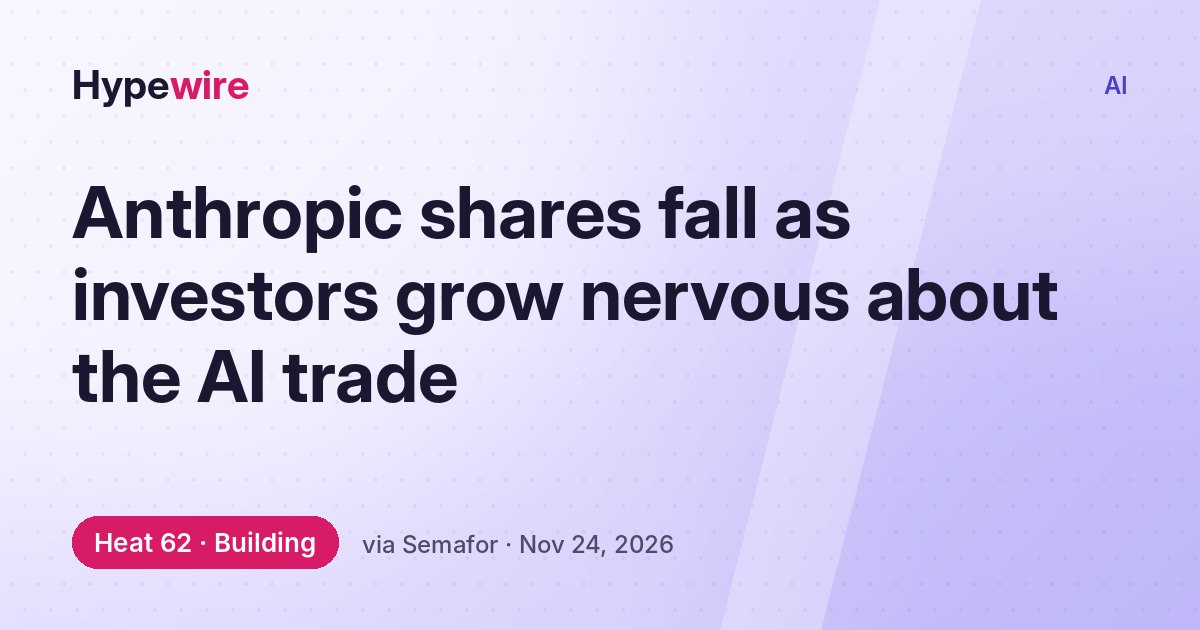 Hypewire
AI
Anthropic shares fall as
investors grow nervous about
the AI trade
Heat 62 · Building
via Semafor · Nov 24, 2026